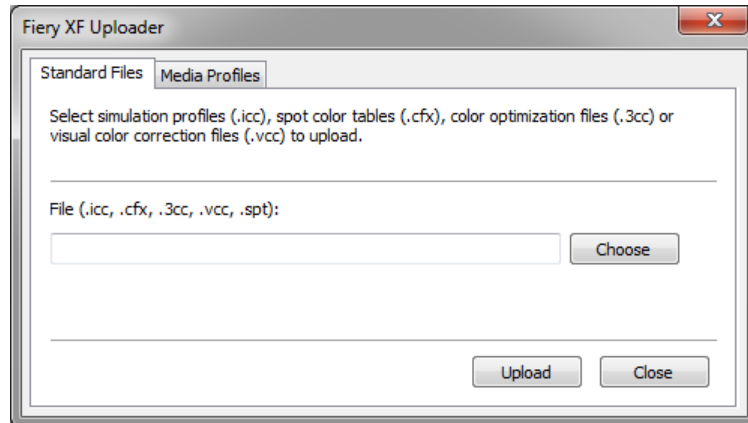 Fiery XF Uploader
Standard Files
Media Profiles
Select simulation profiles (.icc), spot color tables (.cfx), color optimization files (.3cc) or
visual color correction files (.vcc) to upload.
File (.icc, .cfx, .3cc, .vcc, .spt):
Choose
Upload
Close